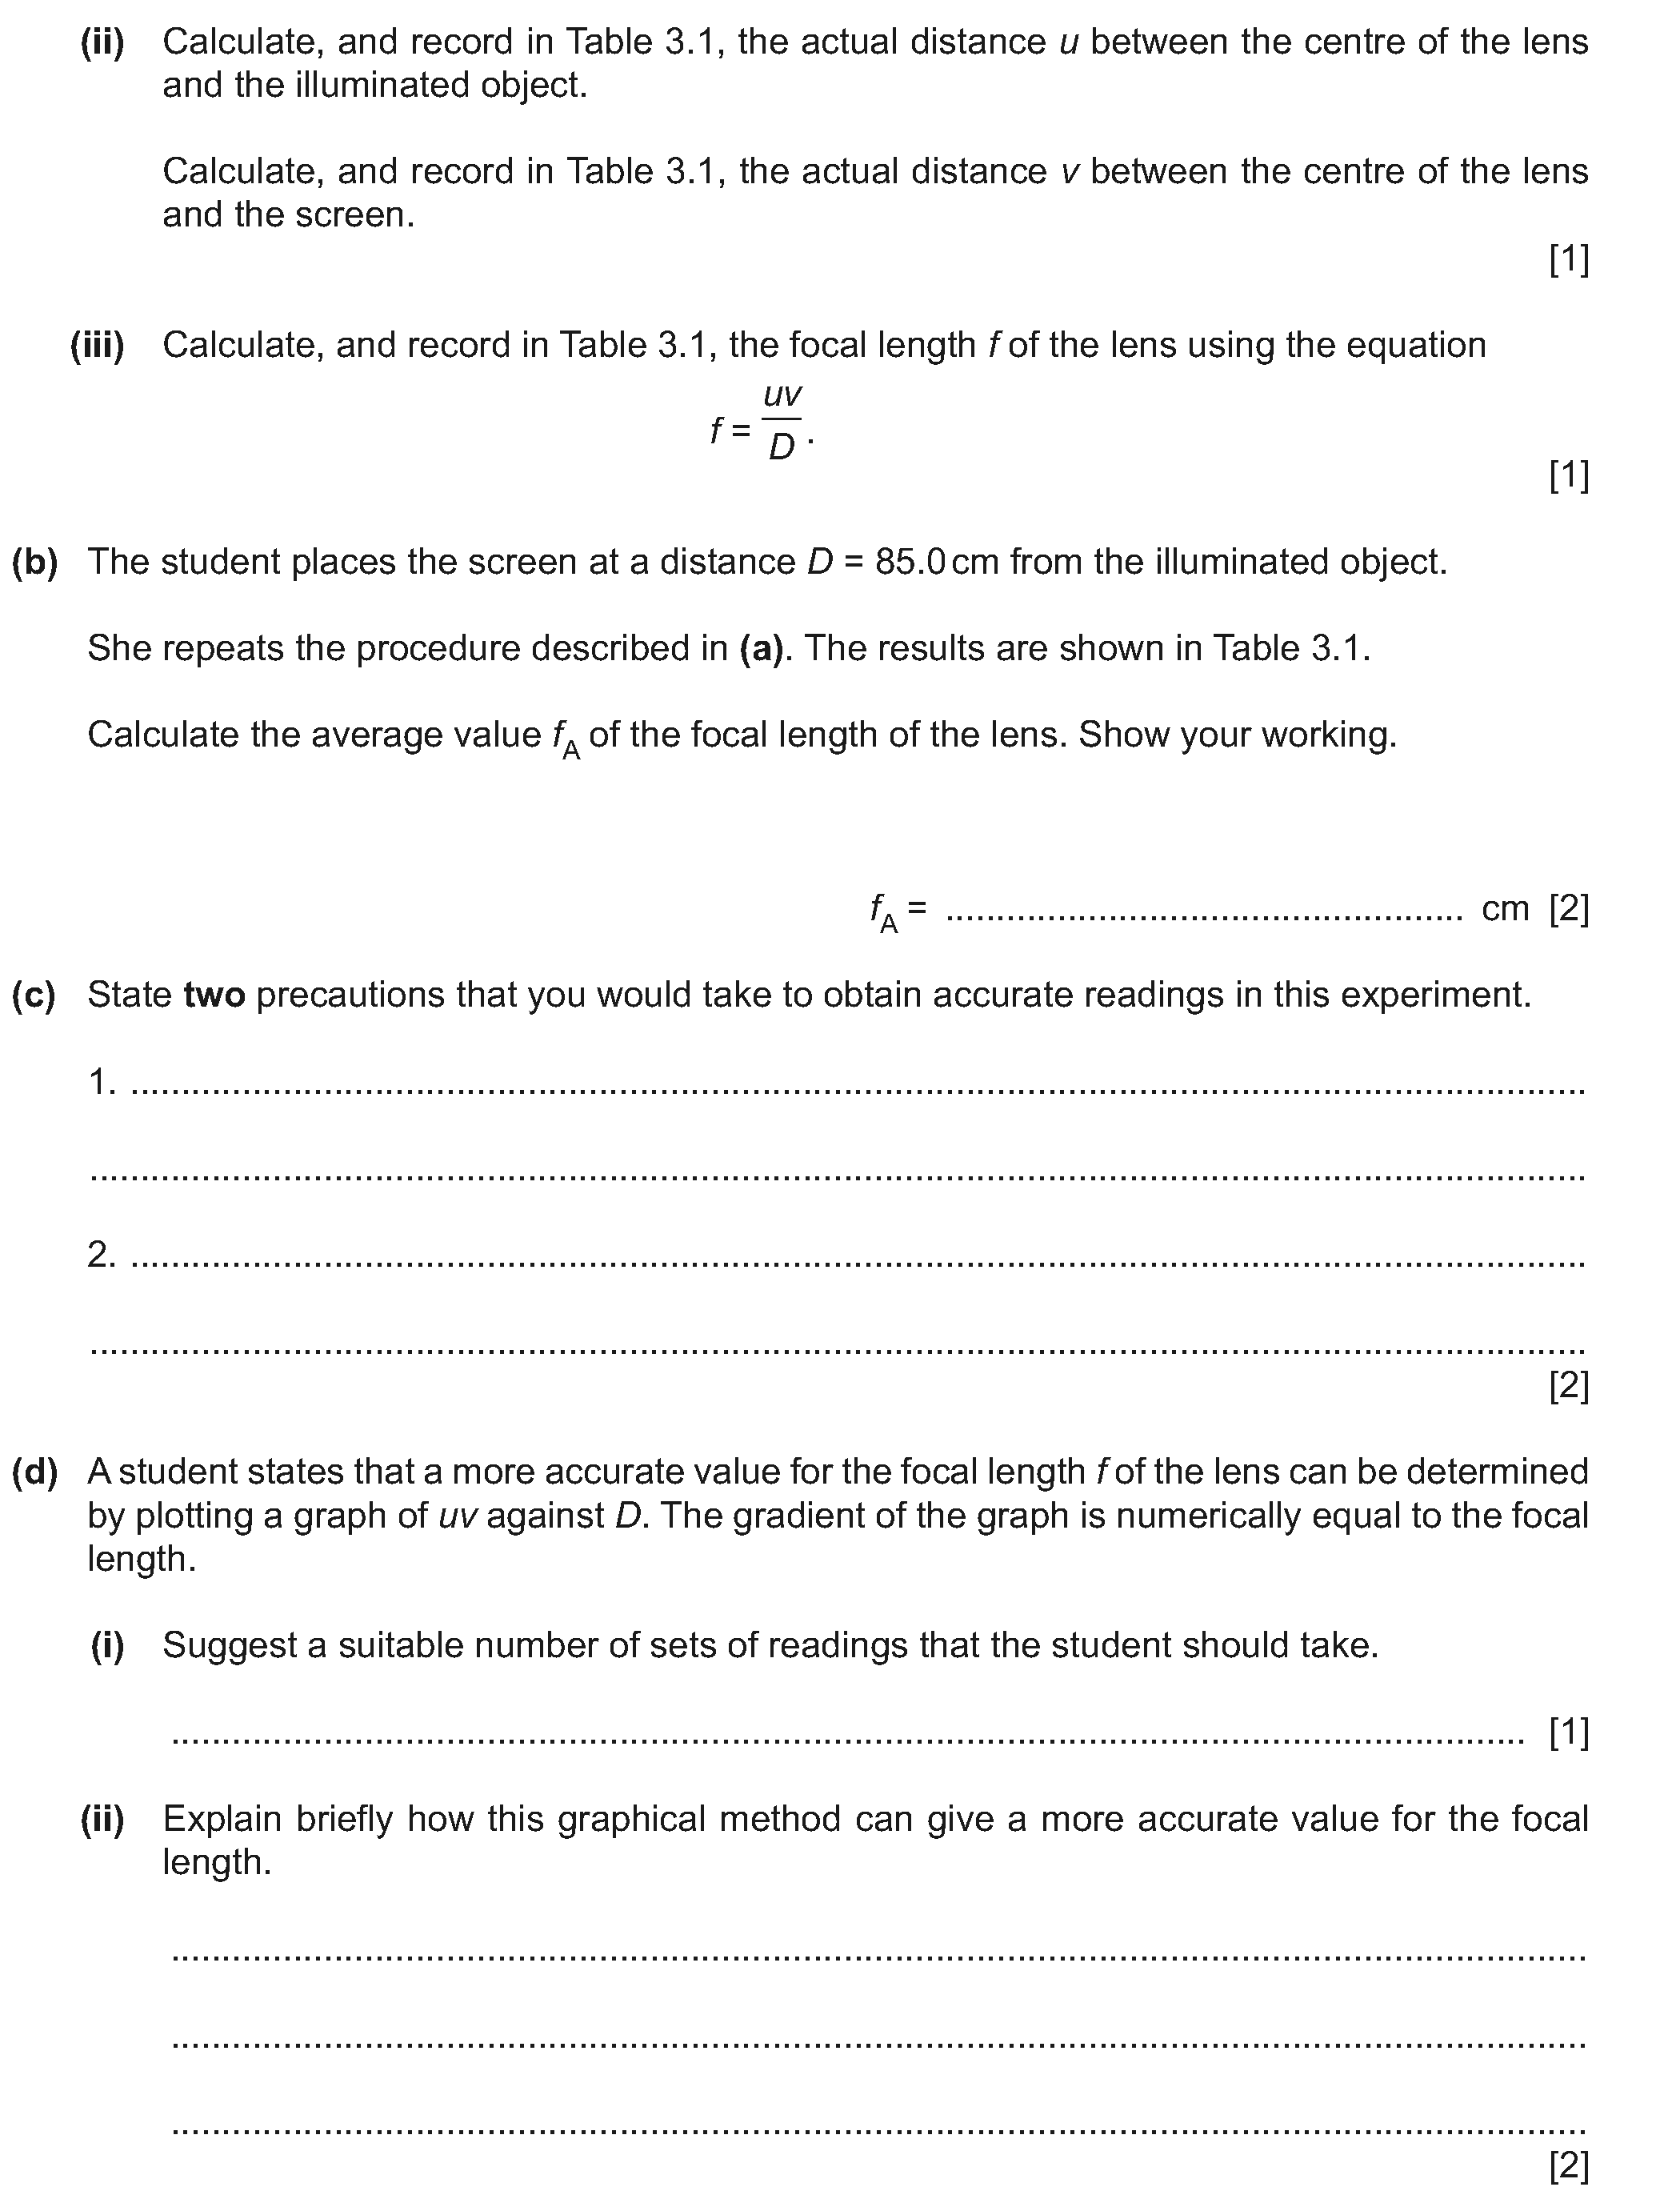 (ii) Calculate, and record in Table 3.1, the actual distance u between the centre of the lens
and the illuminated object.
Calculate, and record in Table 3.1, the actual distance v between the centre of the lens
and the screen.
[1]
(iii) Calculate, and record in Table 3.1, the focal length f of the lens using the equation
f = uv/D.
[1]
(b) The student places the screen at a distance D = 85.0 cm from the illuminated object.
She repeats the procedure described in (a). The results are shown in Table 3.1.
Calculate the average value fA of the focal length of the lens. Show your working.
fA = .................................................. cm [2]
(c) State two precautions that you would take to obtain accurate readings in this experiment.
1. ..................................................
..................................................
2. ..................................................
..................................................
[2]
(d) A student states that a more accurate value for the focal length f of the lens can be determined
by plotting a graph of uv against D. The gradient of the graph is numerically equal to the focal
length.
(i) Suggest a suitable number of sets of readings that the student should take.
.................................................. [1]
(ii) Explain briefly how this graphical method can give a more accurate value for the focal
length.
..................................................
..................................................
..................................................
[2]